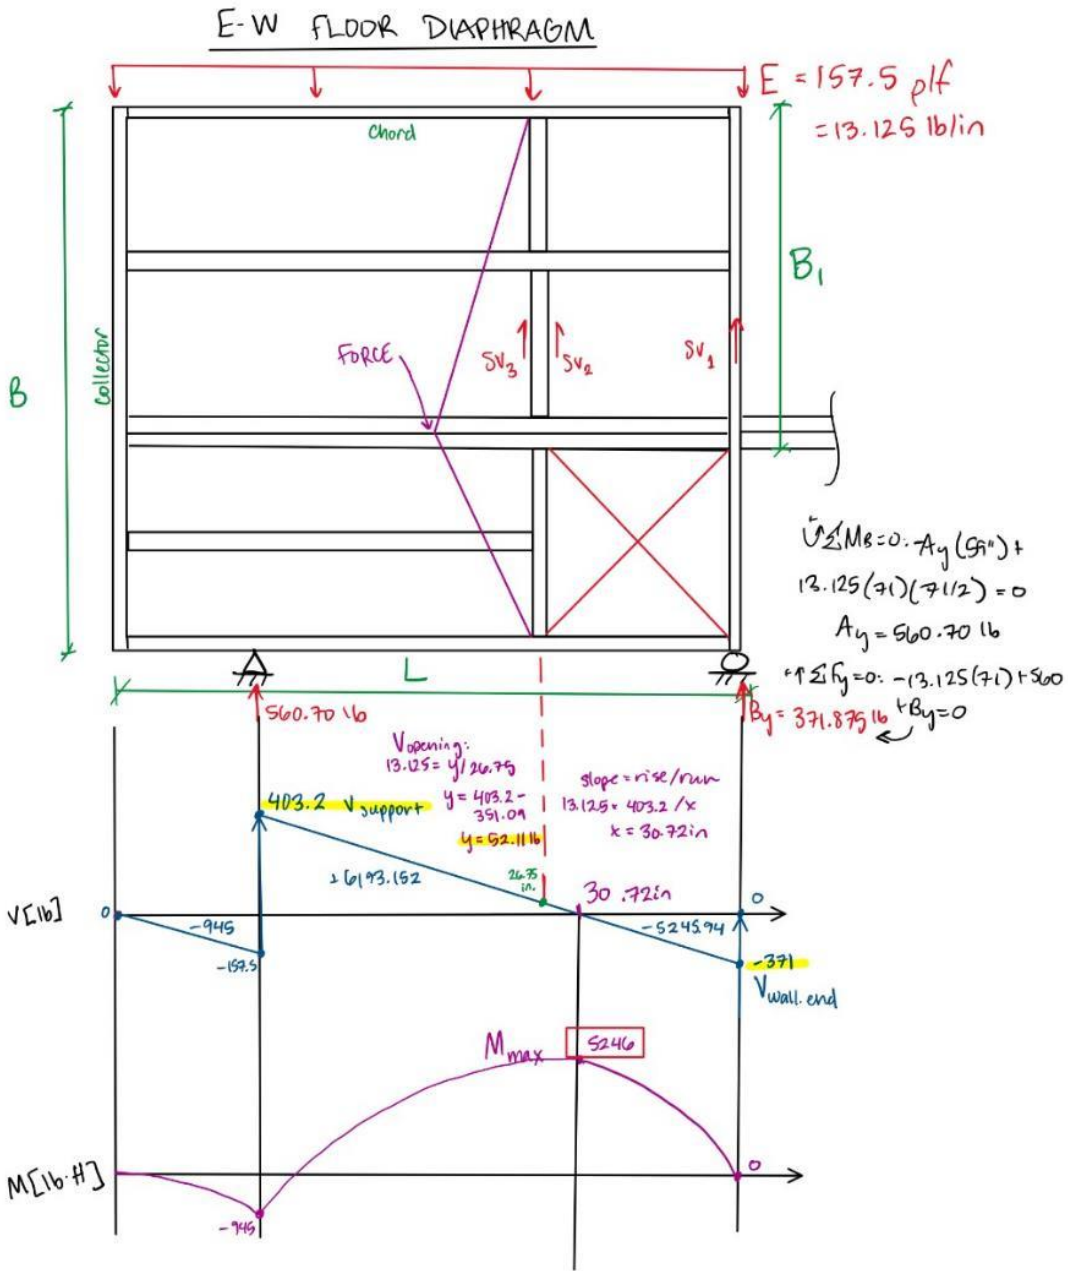 E-W FLOOR DIAPHRAGM
E = 157.5 plf
= 13.125 lb/in
Chord
B₁
Collector
B
FORCE
SV₃
SV₂
SV₁
↺ΣM_B=0: -Ay(59") +
13.125(71)(71/2) = 0
Ay = 560.70 lb
+↑ΣFy=0: -13.125(71)+560
+By=0
L
560.70 lb
By = 371.875 lb
Vopening:
13.125 = y/26.75
y = 403.2-
351.09
y = 52.11 lb
slope = rise/run
13.125 = 403.2/x
x = 30.72in
403.2 Vsupport
+6193.152
26.75
in.
30.72in
V[lb]
0
-945
-157.5
-5245.94
0
-371
Vwall.end
Mmax
5246
M[lb·ft]
0
-945